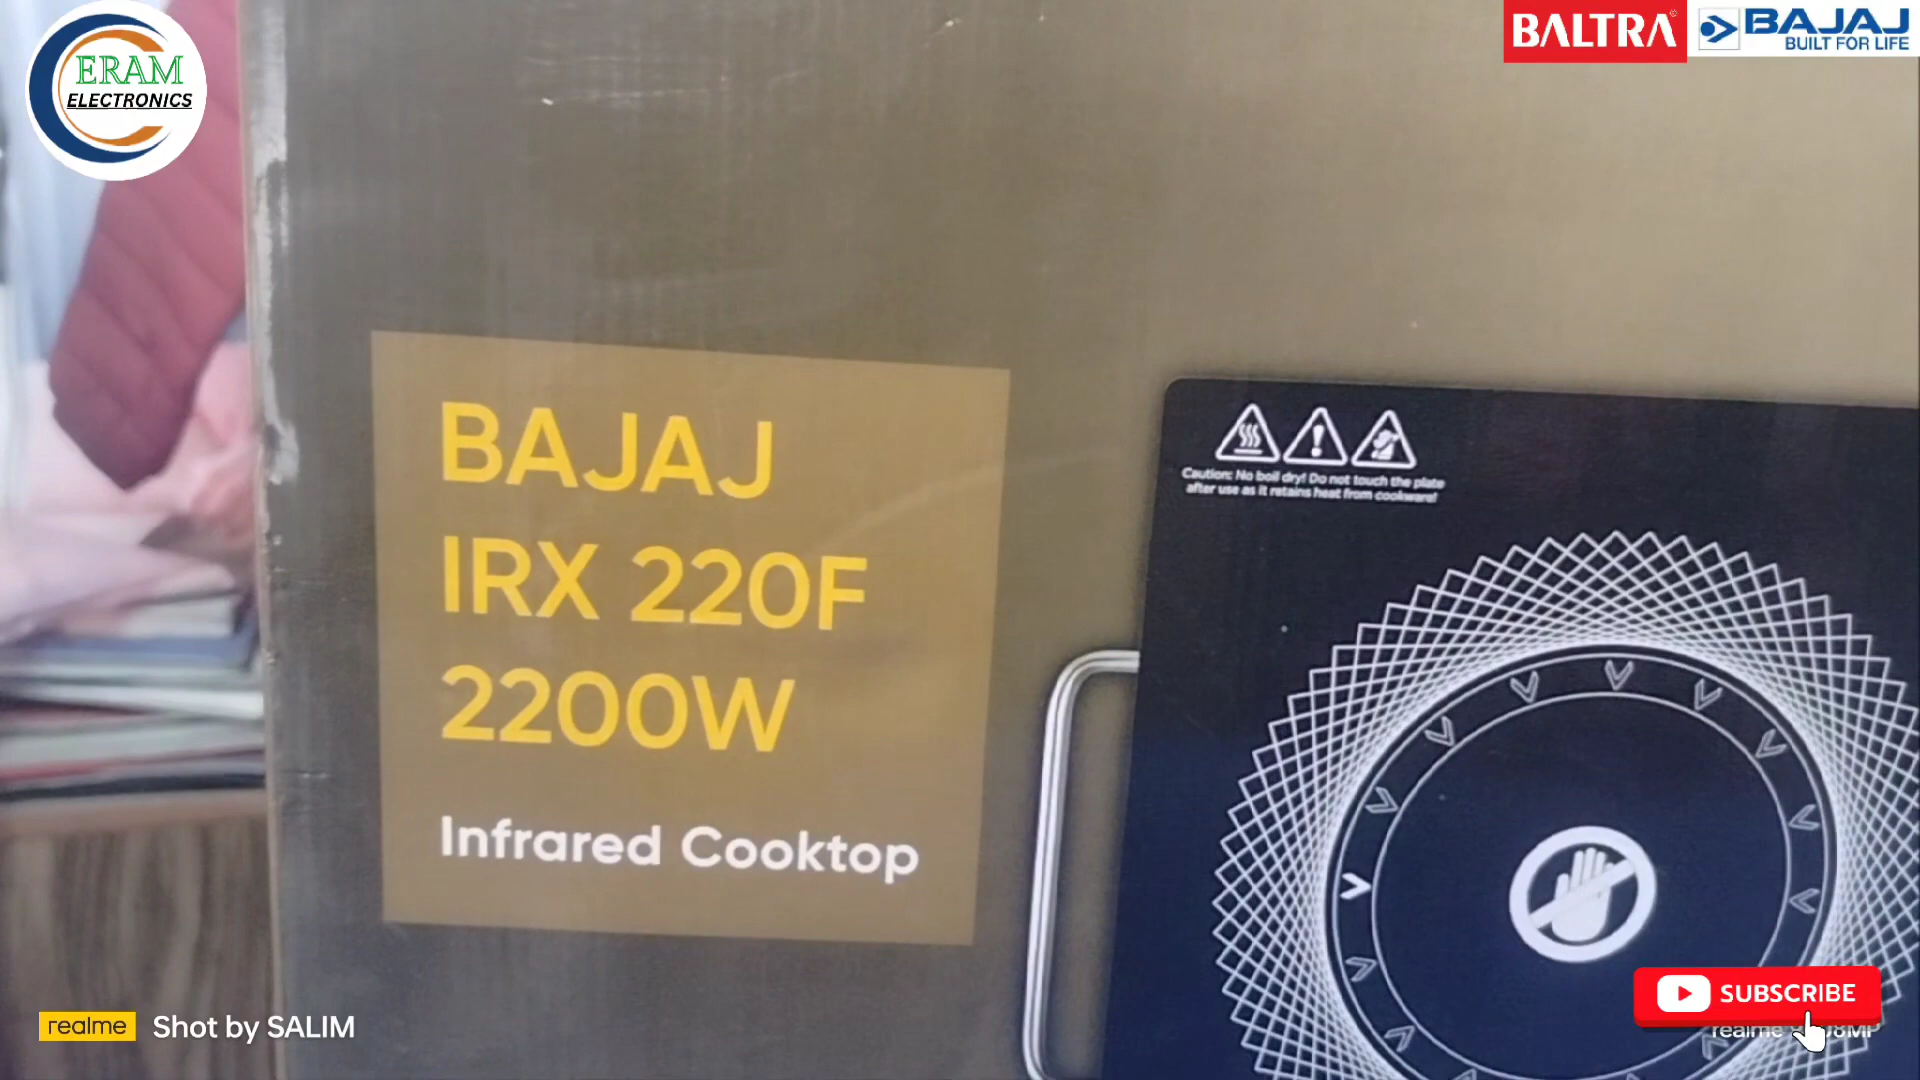 ERAM
ELECTRONICS
BALTRA
BAJAJ
BUILT FOR LIFE
BAJAJ
IRX 220F
2200W
Infrared Cooktop
Caution: No boil dry! Do not touch the plate
after use as it retains heat from cookware!
SUBSCRIBE
realme Shot by SALIM
realme